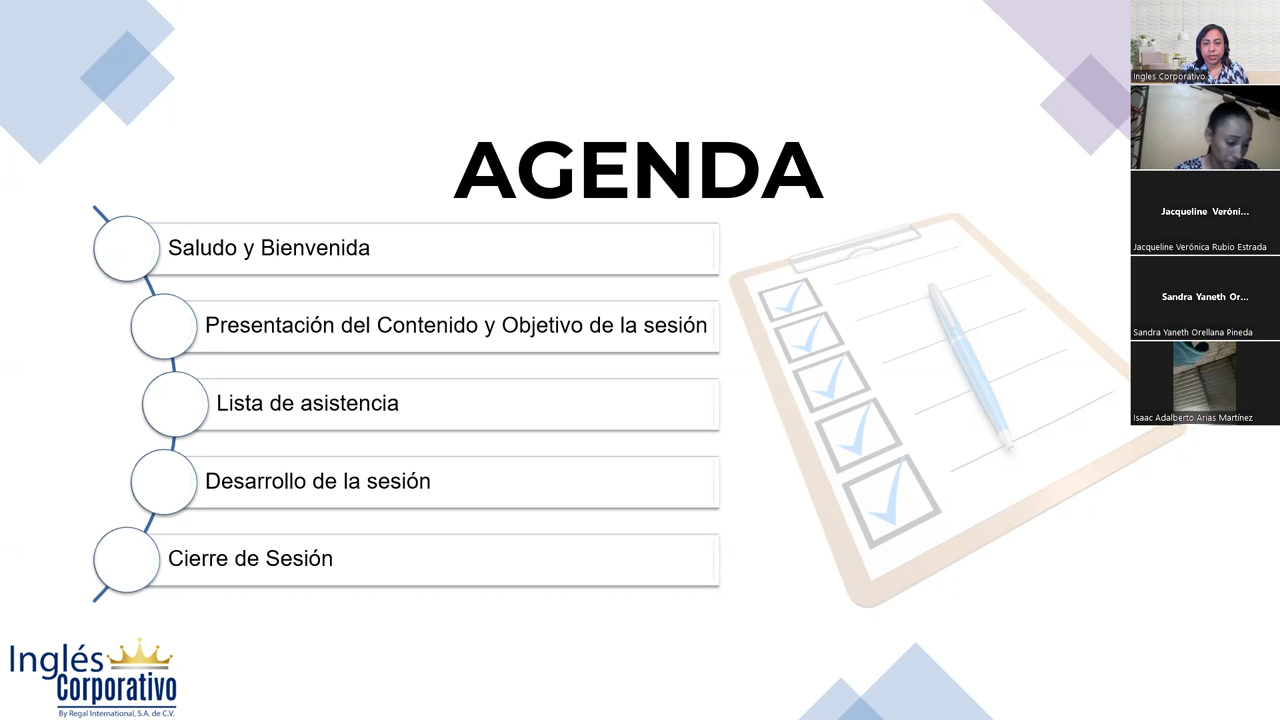 AGENDA
Saludo y Bienvenida
Presentación del Contenido y Objetivo de la sesión
Lista de asistencia
Desarrollo de la sesión
Cierre de Sesión
Inglés
Corporativo
By Regal International, S.A. de C.V.
Ingles Corporativo
Jacqueline Veróni...
Jacqueline Verónica Rubio Estrada
Sandra Yaneth Or...
Sandra Yaneth Orellana Pineda
Isaac Adalberto Arias Martínez